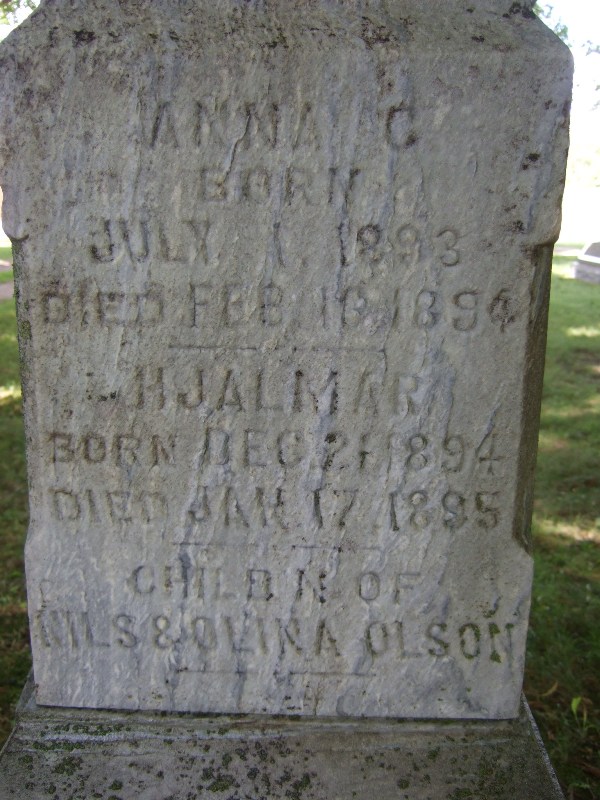 ANNA C
BORN
JULY 1, 1893
DIED FEB. 16, 1894
HJALMAR
BORN DEC. 21, 1894
DIED JAN. 17, 1895
CHILD'N OF
NILS & OLINA OLSON